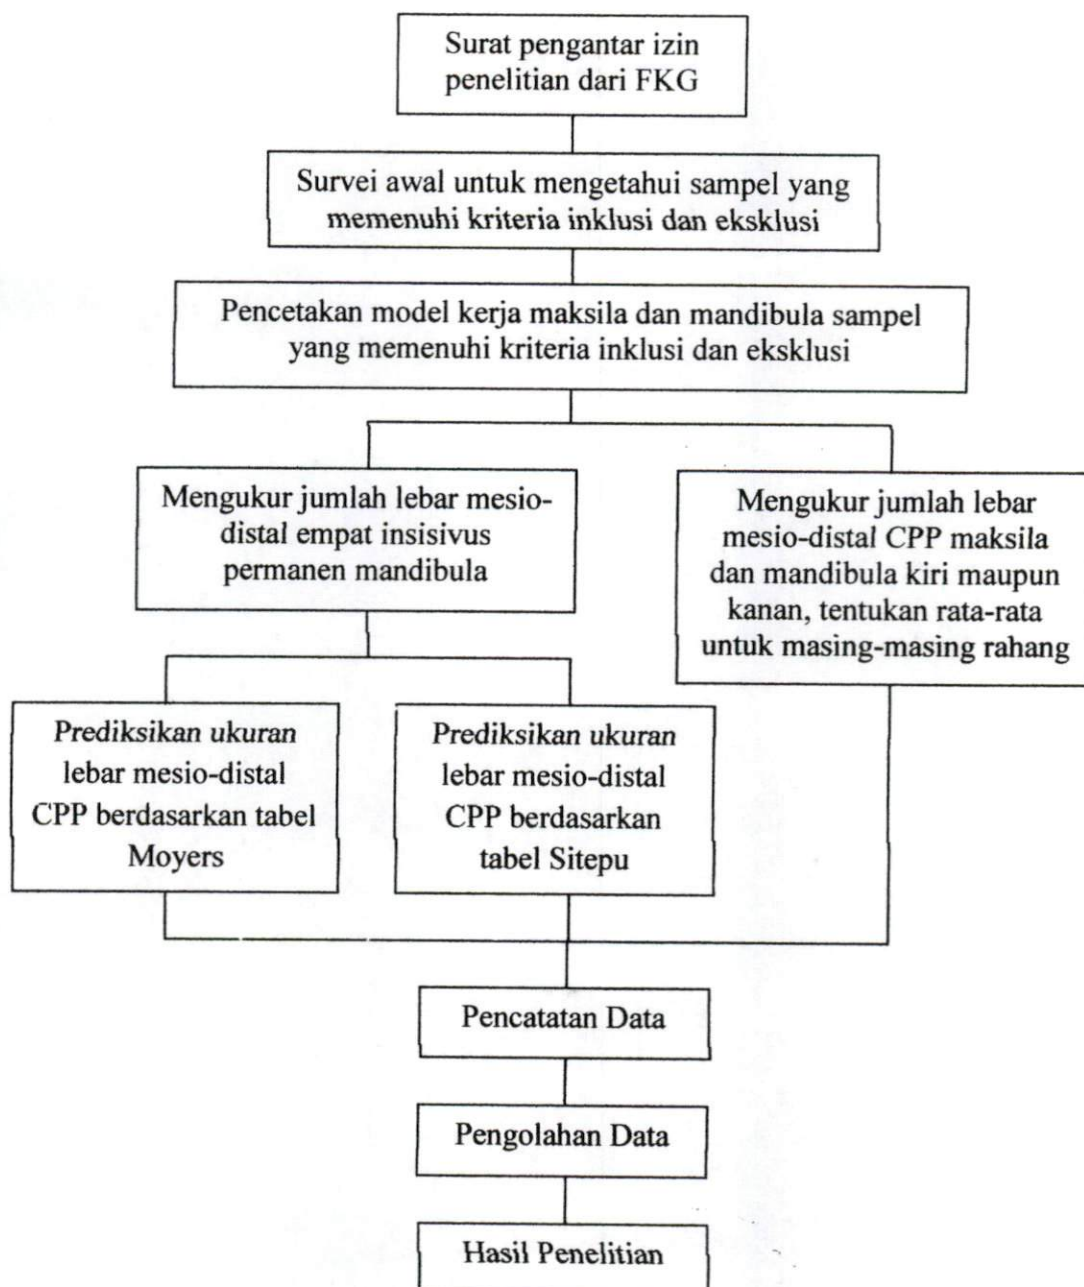 Surat pengantar izin
penelitian dari FKG
Survei awal untuk mengetahui sampel yang
memenuhi kriteria inklusi dan eksklusi
Pencetakan model kerja maksila dan mandibula sampel
yang memenuhi kriteria inklusi dan eksklusi
Mengukur jumlah lebar mesio-
distal empat insisivus
permanen mandibula
Mengukur jumlah lebar
mesio-distal CPP maksila
dan mandibula kiri maupun
kanan, tentukan rata-rata
untuk masing-masing rahang
Prediksikan ukuran
lebar mesio-distal
CPP berdasarkan tabel
Moyers
Prediksikan ukuran
lebar mesio-distal
CPP berdasarkan
tabel Sitepu
Pencatatan Data
Pengolahan Data
Hasil Penelitian